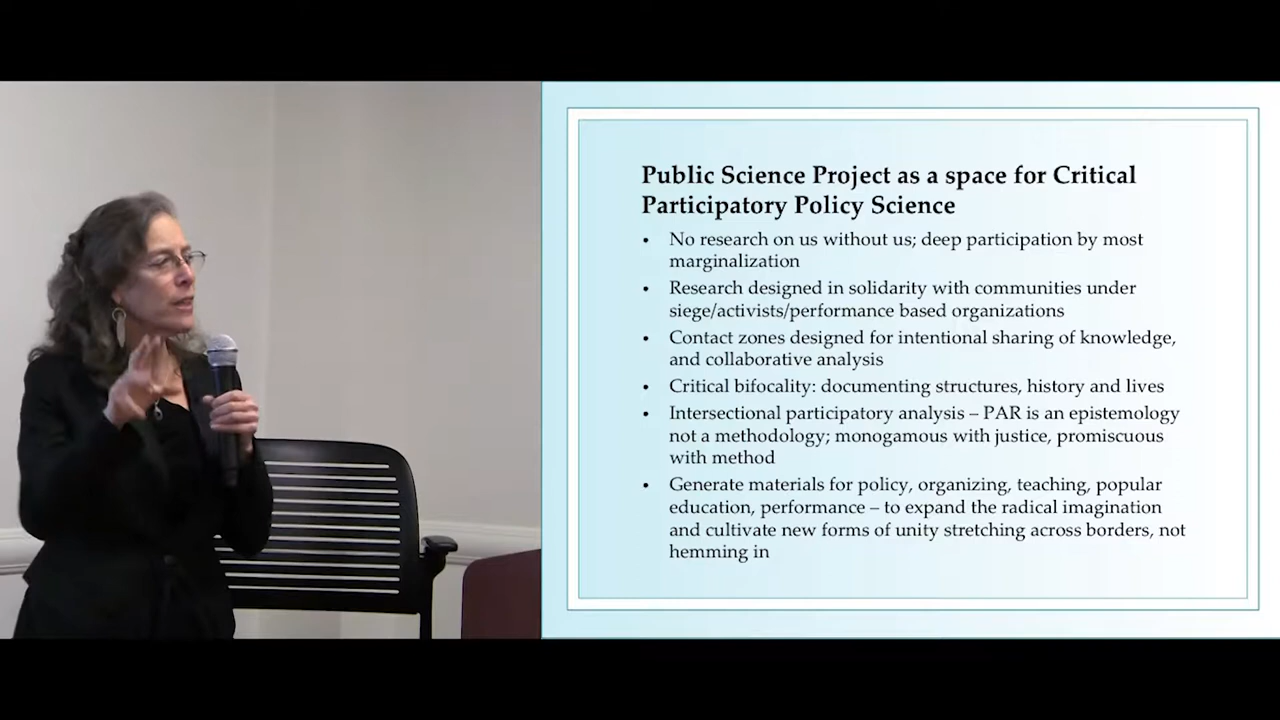 Public Science Project as a space for Critical
Participatory Policy Science
• No research on us without us; deep participation by most
marginalization
• Research designed in solidarity with communities under
siege/activists/performance based organizations
• Contact zones designed for intentional sharing of knowledge,
and collaborative analysis
• Critical bifocality: documenting structures, history and lives
• Intersectional participatory analysis – PAR is an epistemology
not a methodology; monogamous with justice, promiscuous
with method
• Generate materials for policy, organizing, teaching, popular
education, performance – to expand the radical imagination
and cultivate new forms of unity stretching across borders, not
hemming in